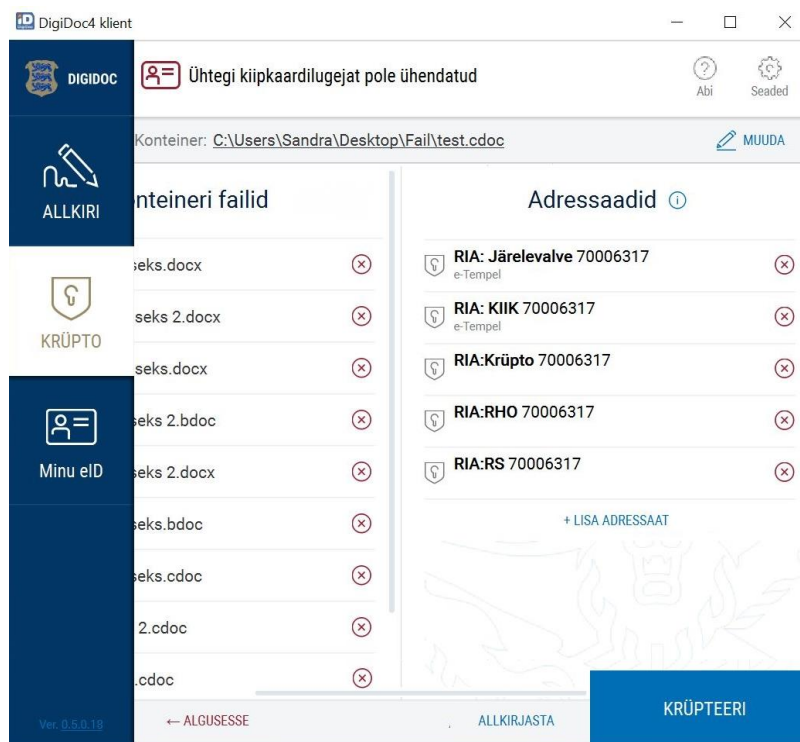 DigiDoc4 klient
DIGIDOC
Ühtegi kiipkaardilugejat pole ühendatud
Abi
Seaded
Konteiner: C:\Users\Sandra\Desktop\Fail\test.cdoc
MUUDA
ALLKIRI
KRÜPTO
Minu eID
nteineri failid
seks.docx
seks 2.docx
seks.docx
seks 2.bdoc
seks 2.docx
seks.bdoc
seks.cdoc
2.cdoc
.cdoc
Adressaadid
RIA: Järelevalve 70006317
e-Tempel
RIA: KIIK 70006317
e-Tempel
RIA:Krüpto 70006317
RIA:RHO 70006317
RIA:RS 70006317
+ LISA ADRESSAAT
Ver. 0.5.0.18
← ALGUSESSE
ALLKIRJASTA
KRÜPTEERI